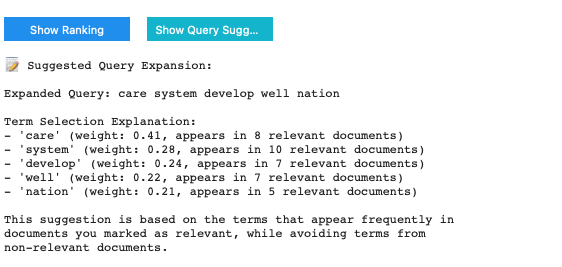 Show Ranking
Show Query Sugg...
📝 Suggested Query Expansion:
Expanded Query: care system develop well nation
Term Selection Explanation:
- 'care' (weight: 0.41, appears in 8 relevant documents)
- 'system' (weight: 0.28, appears in 10 relevant documents)
- 'develop' (weight: 0.24, appears in 7 relevant documents)
- 'well' (weight: 0.22, appears in 7 relevant documents)
- 'nation' (weight: 0.21, appears in 5 relevant documents)
This suggestion is based on the terms that appear frequently in
documents you marked as relevant, while avoiding terms from
non-relevant documents.